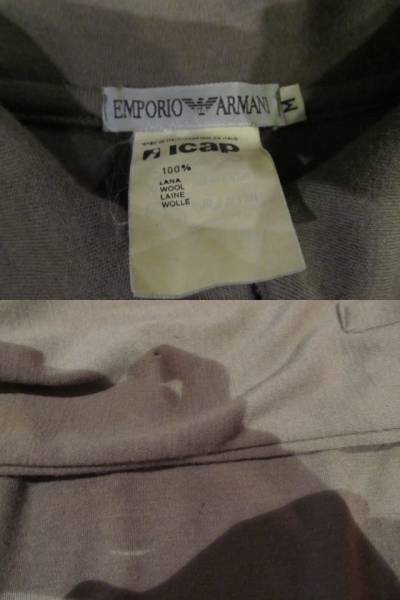 EMPORIO ARMANI
M
icap
100%
LANA
WOOL
LAINE
WOLLE